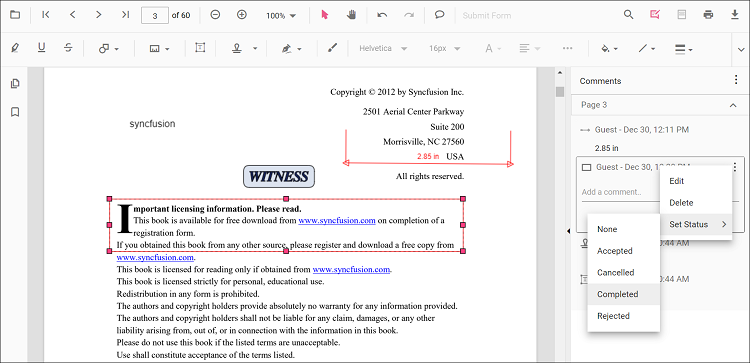 3 of 60 100% Submit Form
Helvetica 16px A
Comments
Page 3
Guest - Dec 30, 12:11 PM
2.85 in
Guest - Dec 30,
Add a comment..
0:44 AM
0:44 AM
Edit
Delete
Set Status
None
Accepted
Cancelled
Completed
Rejected
Copyright © 2012 by Syncfusion Inc.
2501 Aerial Center Parkway
syncfusion
Suite 200
Morrisville, NC 27560
2.85 in USA
WITNESS
All rights reserved.
Important licensing information. Please read.
This book is available for free download from www.syncfusion.com on completion of a
registration form.
If you obtained this book from any other source, please register and download a free copy from
www.syncfusion.com.
This book is licensed for reading only if obtained from www.syncfusion.com.
This book is licensed strictly for personal, educational use.
Redistribution in any form is prohibited.
The authors and copyright holders provide absolutely no warranty for any information provided.
The authors and copyright holders shall not be liable for any claim, damages, or any other
liability arising from, out of, or in connection with the information in this book.
Please do not use this book if the listed terms are unacceptable.
Use shall constitute acceptance of the terms listed.